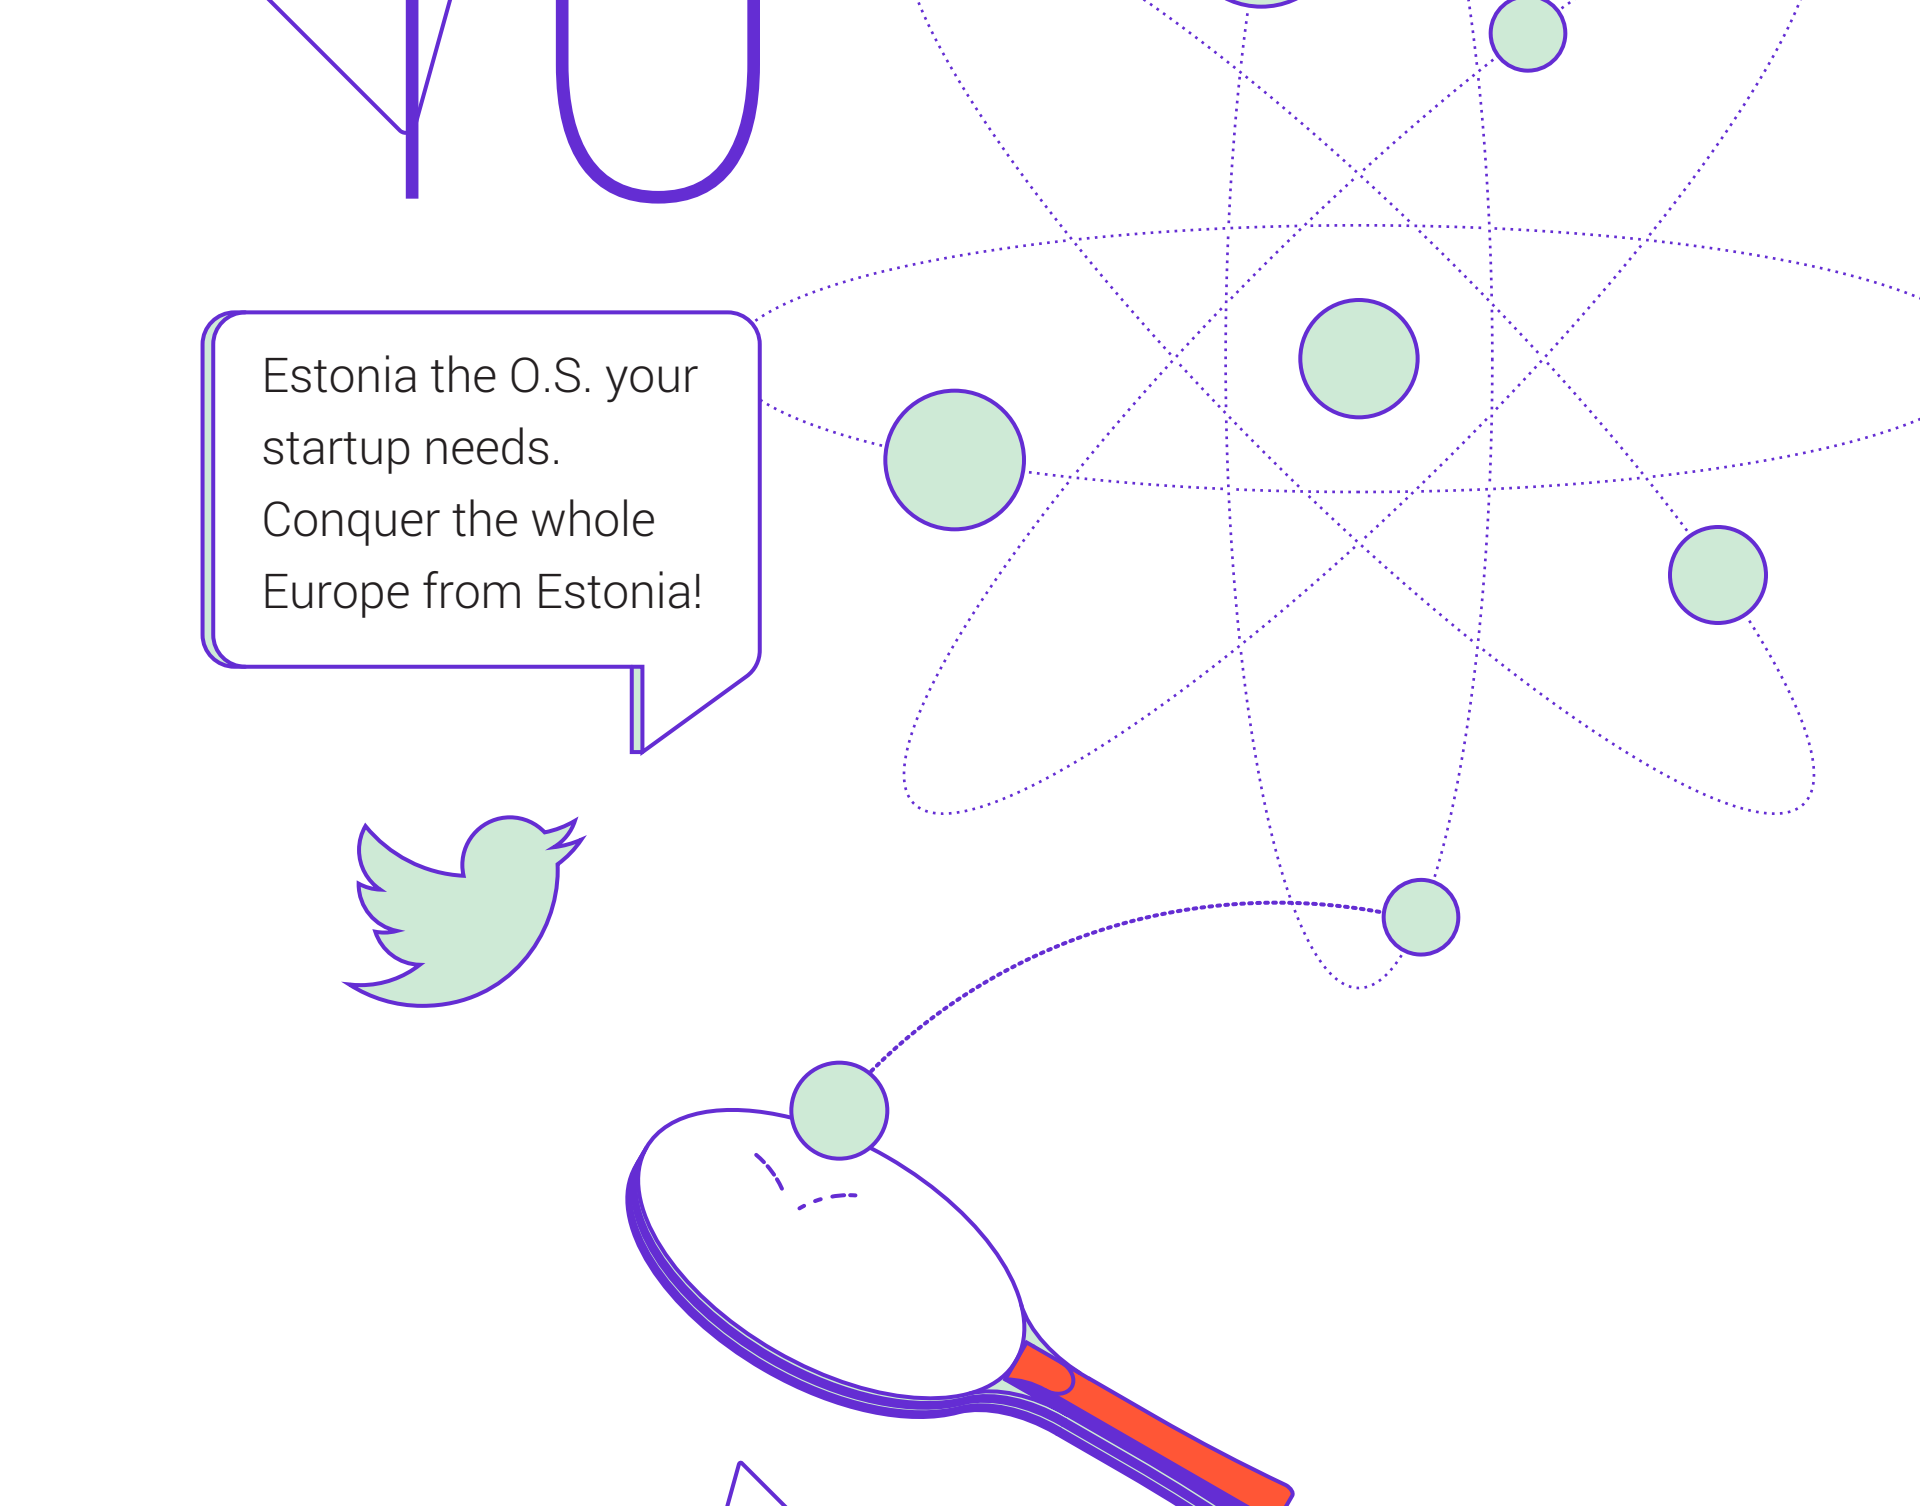 Estonia the O.S. your
startup needs.
Conquer the whole
Europe from Estonia!